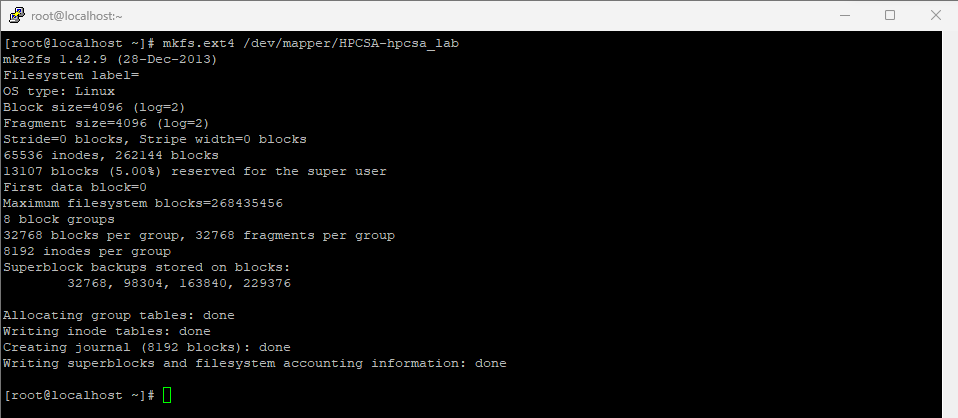 root@localhost:~
[root@localhost ~]# mkfs.ext4 /dev/mapper/HPCSA-hpcsa_lab
mke2fs 1.42.9 (28-Dec-2013)
Filesystem label=
OS type: Linux
Block size=4096 (log=2)
Fragment size=4096 (log=2)
Stride=0 blocks, Stripe width=0 blocks
65536 inodes, 262144 blocks
13107 blocks (5.00%) reserved for the super user
First data block=0
Maximum filesystem blocks=268435456
8 block groups
32768 blocks per group, 32768 fragments per group
8192 inodes per group
Superblock backups stored on blocks:
        32768, 98304, 163840, 229376

Allocating group tables: done
Writing inode tables: done
Creating journal (8192 blocks): done
Writing superblocks and filesystem accounting information: done

[root@localhost ~]#